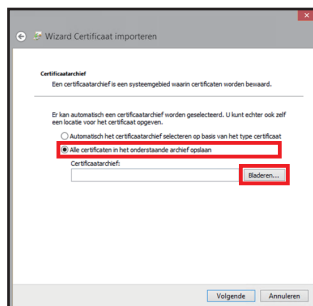 Wizard Certificaat importeren
Certificaatarchief
Een certificaatarchief is een systeemgebied waarin certificaten worden bewaard.
Er kan automatisch een certificaatarchief worden geselecteerd. U kunt echter ook zelf
een locatie voor het certificaat opgeven.
Automatisch het certificaatarchief selecteren op basis van het type certificaat
Alle certificaten in het onderstaande archief opslaan
Certificaatarchief:
Bladeren...
Volgende
Annuleren